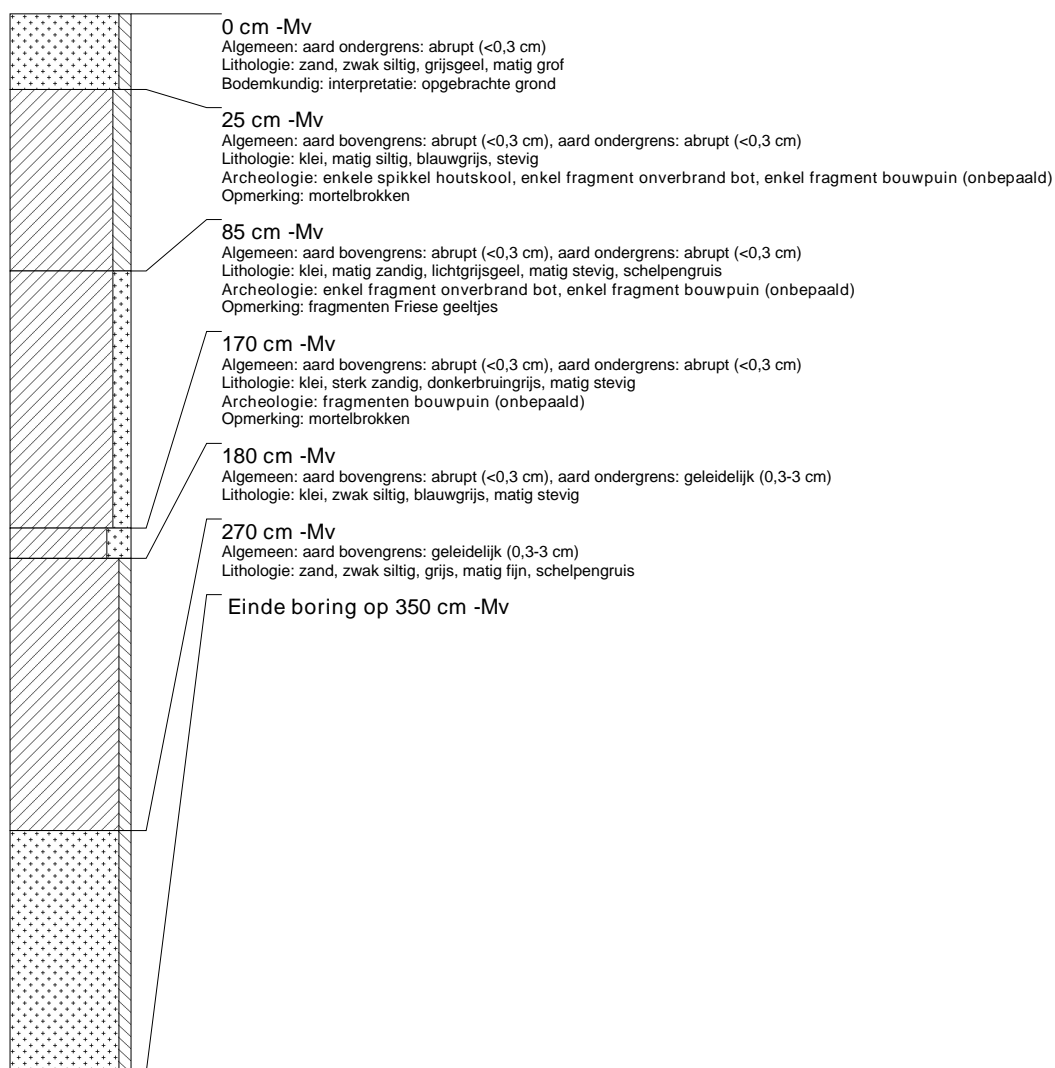 0 cm -Mv
Algemeen: aard ondergrens: abrupt (<0,3 cm)
Lithologie: zand, zwak siltig, grijsgeel, matig grof
Bodemkundig: interpretatie: opgebrachte grond
25 cm -Mv
Algemeen: aard bovengrens: abrupt (<0,3 cm), aard ondergrens: abrupt (<0,3 cm)
Lithologie: klei, matig siltig, blauwgrijs, stevig
Archeologie: enkele spikkel houtskool, enkel fragment onverbrand bot, enkel fragment bouwpuin (onbepaald)
Opmerking: mortelbrokken
85 cm -Mv
Algemeen: aard bovengrens: abrupt (<0,3 cm), aard ondergrens: abrupt (<0,3 cm)
Lithologie: klei, matig zandig, lichtgrijsgeel, matig stevig, schelpengruis
Archeologie: enkel fragment onverbrand bot, enkel fragment bouwpuin (onbepaald)
Opmerking: fragmenten Friese geeltjes
170 cm -Mv
Algemeen: aard bovengrens: abrupt (<0,3 cm), aard ondergrens: abrupt (<0,3 cm)
Lithologie: klei, sterk zandig, donkerbruingrijs, matig stevig
Archeologie: fragmenten bouwpuin (onbepaald)
Opmerking: mortelbrokken
180 cm -Mv
Algemeen: aard bovengrens: abrupt (<0,3 cm), aard ondergrens: geleidelijk (0,3-3 cm)
Lithologie: klei, zwak siltig, blauwgrijs, matig stevig
270 cm -Mv
Algemeen: aard bovengrens: geleidelijk (0,3-3 cm)
Lithologie: zand, zwak siltig, grijs, matig fijn, schelpengruis
Einde boring op 350 cm -Mv